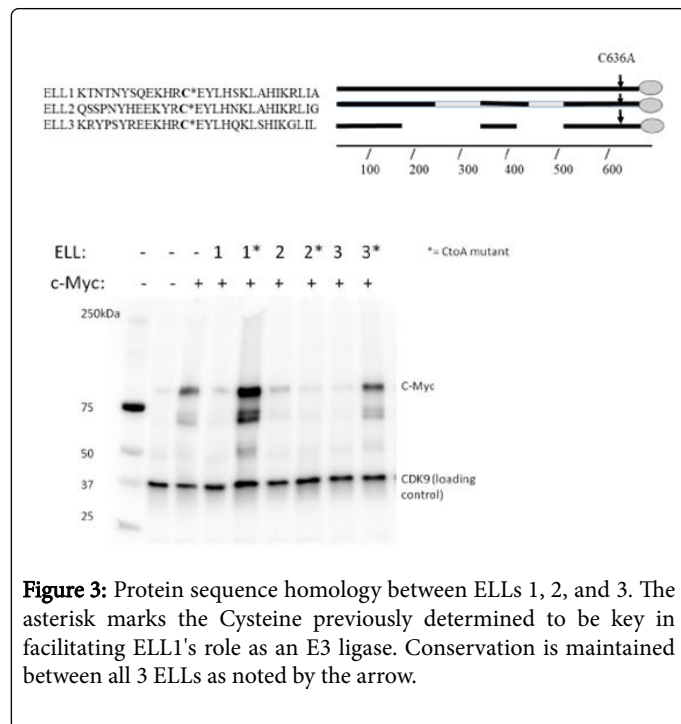 C636A
ELL1 KTNTNYSQEKHRC*EYLHSKLAHIKRLIA
ELL2 QSSPNYHEEKYRC*EYLHNKLAHIKRLIG
ELL3 KRYPSYREEKHRC*EYLHQKLSHIKGLIL
/ / / / / /
100 200 300 400 500 600
ELL: - - - 1 1* 2 2* 3 3* *= CtoA mutant
c-Myc: - - + + + + + + +
250kDa
C-Myc
75
50
37
CDK9 (loading
control)
25
Figure 3: Protein sequence homology between ELLs 1, 2, and 3. The
asterisk marks the Cysteine previously determined to be key in
facilitating ELL1's role as an E3 ligase. Conservation is maintained
between all 3 ELLs as noted by the arrow.